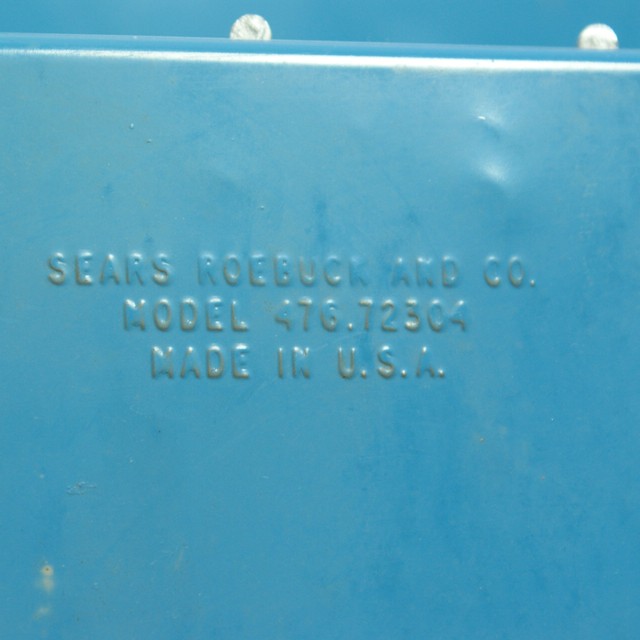 SEARS ROEBUCK AND CO.
MODEL 476.72304
MADE IN U.S.A.